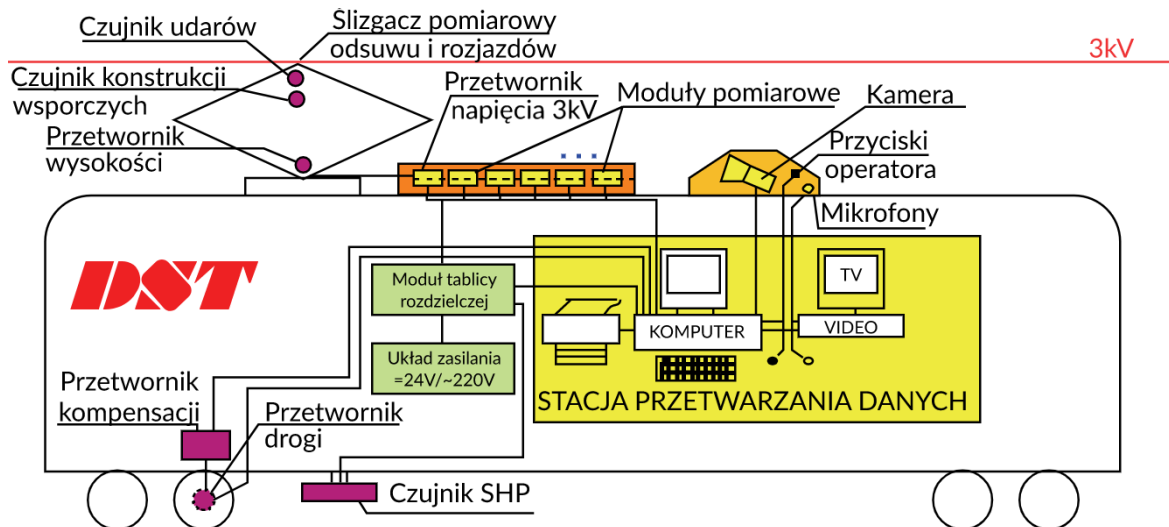 Czujnik udarów
Ślizgacz pomiarowy
odsuwu i rozjazdów
3kV
Czujnik konstrukcji
wsporczych
Przetwornik
napięcia 3kV
Moduły pomiarowe
Kamera
Przetwornik
wysokości
...
Przyciski
operatora
Mikrofony
DST
Moduł tablicy
rozdzielczej
TV
KOMPUTER
VIDEO
Układ zasilania
=24V/~220V
STACJA PRZETWARZANIA DANYCH
Przetwornik
kompensacji
Przetwornik
drogi
Czujnik SHP